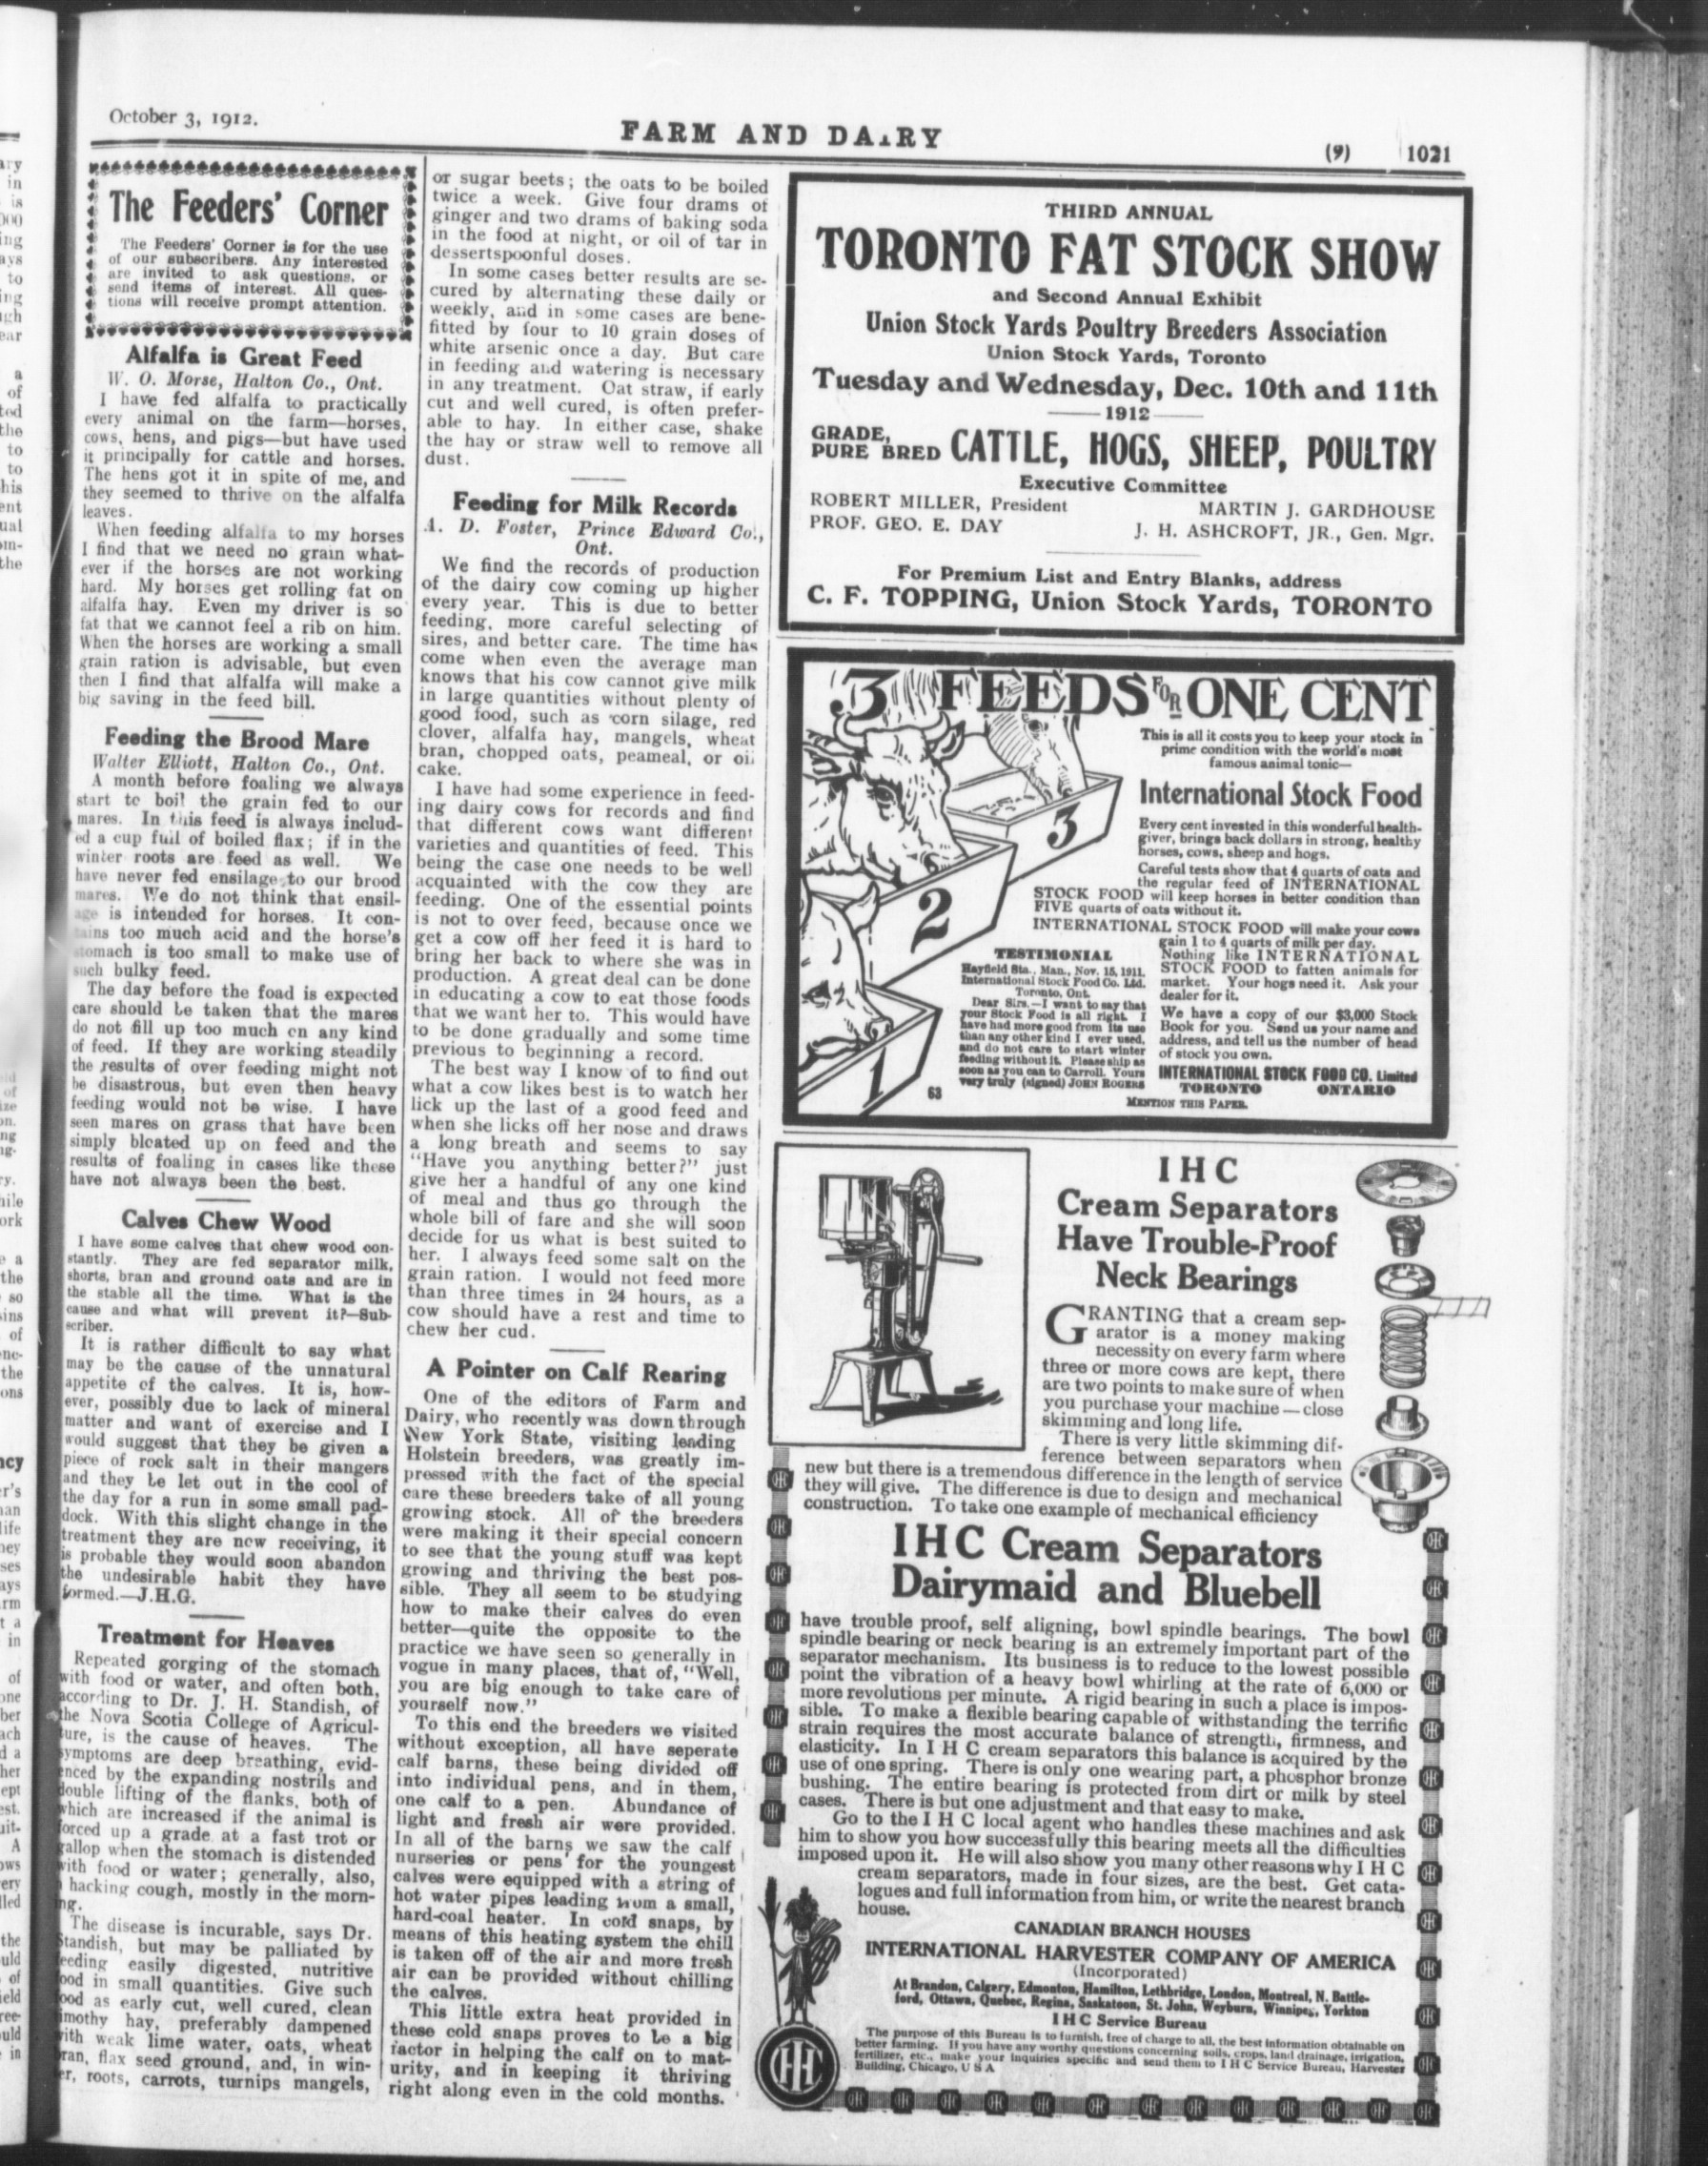 October 3, 1912.
FARM AND DAIRY
(9) 1021
The Feeders' Corner
The Feeders' Corner is for the use
of our subscribers. Any interested
are invited to ask questions, or
send items of interest. All ques-
tions will receive prompt attention.
Alfalfa is Great Feed
W. O. Morse, Halton Co., Ont.
I have fed alfalfa to practically
every animal on the farm—horses,
cows, hens, and pigs—but have used
it principally for cattle and horses.
The hens got it in spite of me, and
they seemed to thrive on the alfalfa
leaves.
When feeding alfalfa to my horses
I find that we need no grain what-
ever if the horses are not working
hard. My horses get rolling fat on
alfalfa hay. Even my driver is so
fat that we cannot feel a rib on him.
When the horses are working a small
grain ration is advisable, but even
then I find that alfalfa will make a
big saving in the feed bill.
Feeding the Brood Mare
Walter Elliott, Halton Co., Ont.
A month before foaling we always
start to boil the grain fed to our
mares. In this feed is always includ-
ed a cup full of boiled flax; if in the
winter roots are feed as well. We
have never fed ensilage to our brood
mares. We do not think that ensil-
age is intended for horses. It con-
tains too much acid and the horse's
stomach is too small to make use of
such bulky feed.
The day before the foad is expected
care should be taken that the mares
do not fill up too much on any kind
of feed. If they are working steadily
the results of over feeding might not
be disastrous, but even then heavy
feeding would not be wise. I have
seen mares on grass that have been
simply bloated up on feed and the
results of foaling in cases like these
have not always been the best.
Calves Chew Wood
I have some calves that chew wood con-
stantly. They are fed separator milk,
shorts, bran and ground oats and are in
the stable all the time. What is the
cause and what will prevent it?—Sub-
scriber.
It is rather difficult to say what
may be the cause of the unnatural
appetite of the calves. It is, how-
ever, possibly due to lack of mineral
matter and want of exercise and I
would suggest that they be given a
piece of rock salt in their mangers
and they be let out in the cool of
the day for a run in some small pad-
dock. With this slight change in the
treatment they are now receiving, it
is probable they would soon abandon
the undesirable habit they have
formed.—J.H.G.
Treatment for Heaves
Repeated gorging of the stomach
with food or water, and often both,
according to Dr. J. H. Standish, of
the Nova Scotia College of Agricul-
ture, is the cause of heaves. The
symptoms are deep breathing, evid-
enced by the expanding nostrils and
double lifting of the flanks, both of
which are increased if the animal is
forced up a grade at a fast trot or
gallop when the stomach is distended
with food or water; generally, also,
a hacking cough, mostly in the morn-
ing.
The disease is incurable, says Dr.
Standish, but may be palliated by
feeding easily digested, nutritive
food in small quantities. Give such
food as early cut, well cured, clean
timothy hay, preferably dampened
with weak lime water, oats, wheat
bran, flax seed ground, and, in win-
ter, roots, carrots, turnips mangels,
or sugar beets; the oats to be boiled
twice a week. Give four drams of
ginger and two drams of baking soda
in the food at night, or oil of tar in
dessertspoonful doses.
In some cases better results are se-
cured by alternating these daily or
weekly, and in some cases are bene-
fitted by four to 10 grain doses of
white arsenic once a day. But care
in feeding and watering is necessary
in any treatment. Oat straw, if early
cut and well cured, is often prefer-
able to hay. In either case, shake
the hay or straw well to remove all
dust.
Feeding for Milk Records
A. D. Foster, Prince Edward Co.,
Ont.
We find the records of production
of the dairy cow coming up higher
every year. This is due to better
feeding, more careful selecting of
sires, and better care. The time has
come when even the average man
knows that his cow cannot give milk
in large quantities without plenty of
good food, such as corn silage, red
clover, alfalfa hay, mangels, wheat
bran, chopped oats, peameal, or oil
cake.
I have had some experience in feed-
ing dairy cows for records and find
that different cows want different
varieties and quantities of feed. This
being the case one needs to be well
acquainted with the cow they are
feeding. One of the essential points
is not to over feed, because once we
get a cow off her feed it is hard to
bring her back to where she was in
production. A great deal can be done
in educating a cow to eat those foods
that we want her to. This would have
to be done gradually and some time
previous to beginning a record.
The best way I know of to find out
what a cow likes best is to watch her
lick up the last of a good feed and
when she licks off her nose and draws
a long breath and seems to say
"Have you anything better?" just
give her a handful of any one kind
of meal and thus go through the
whole bill of fare and she will soon
decide for us what is best suited to
her. I always feed some salt on the
grain ration. I would not feed more
than three times in 24 hours, as a
cow should have a rest and time to
chew her cud.
A Pointer on Calf Rearing
One of the editors of Farm and
Dairy, who recently was down through
New York State, visiting leading
Holstein breeders, was greatly im-
pressed with the fact of the special
care these breeders take of all young
growing stock. All of the breeders
were making it their special concern
to see that the young stuff was kept
growing and thriving the best pos-
sible. They all seem to be studying
how to make their calves do even
better—quite the opposite to the
practice we have seen so generally in
vogue in many places, that of, "Well,
you are big enough to take care of
yourself now."
To this end the breeders we visited
without exception, all have seperate
calf barns, these being divided off
into individual pens, and in them,
one calf to a pen. Abundance of
light and fresh air were provided.
In all of the barns we saw the calf
nurseries or pens for the youngest
calves were equipped with a string of
hot water pipes leading from a small,
hard-coal heater. In cold snaps, by
means of this heating system the chill
is taken off of the air and more fresh
air can be provided without chilling
the calves.
This little extra heat provided in
these cold snaps proves to be a big
factor in helping the calf on to mat-
urity, and in keeping it thriving
right along even in the cold months.
THIRD ANNUAL
TORONTO FAT STOCK SHOW
and Second Annual Exhibit
Union Stock Yards Poultry Breeders Association
Union Stock Yards, Toronto
Tuesday and Wednesday, Dec. 10th and 11th
1912
GRADE,
PURE BRED CATTLE, HOGS, SHEEP, POULTRY
Executive Committee
ROBERT MILLER, President MARTIN J. GARDHOUSE
PROF. GEO. E. DAY J. H. ASHCROFT, JR., Gen. Mgr.
For Premium List and Entry Blanks, address
C. F. TOPPING, Union Stock Yards, TORONTO
3 FEEDS FOR ONE CENT
This is all it costs you to keep your stock in
prime condition with the world's most
famous animal tonic—
International Stock Food
Every cent invested in this wonderful health-
giver, brings back dollars in strong, healthy
horses, cows, sheep and hogs.
Careful tests show that 4 quarts of oats and
the regular feed of INTERNATIONAL
STOCK FOOD will keep horses in better condition than
FIVE quarts of oats without it.
INTERNATIONAL STOCK FOOD will make your cows
gain 1 to 4 quarts of milk per day.
Nothing like INTERNATIONAL
STOCK FOOD to fatten animals for
market. Your hogs need it. Ask your
dealer for it.
We have a copy of our $3,000 Stock
Book for you. Send us your name and
address, and tell us the number of head
of stock you own.
INTERNATIONAL STOCK FOOD CO. Limited
TORONTO ONTARIO
MENTION THIS PAPER.
TESTIMONIAL
Hayfield Sta., Man., Nov. 15, 1911.
International Stock Food Co. Ltd.
Toronto, Ont.
Dear Sirs,—I want to say that
your Stock Food is all right. I
have had more good from its use
than any other kind I ever used,
and do not care to start winter
feeding without it. Please ship as
soon as you can to Carroll. Yours
very truly (signed) JOHN ROGERS
3
2
1
63
I H C
Cream Separators
Have Trouble-Proof
Neck Bearings
GRANTING that a cream sep-
arator is a money making
necessity on every farm where
three or more cows are kept, there
are two points to make sure of when
you purchase your machine—close
skimming and long life.
There is very little skimming dif-
ference between separators when
new but there is a tremendous difference in the length of service
they will give. The difference is due to design and mechanical
construction. To take one example of mechanical efficiency
I H C Cream Separators
Dairymaid and Bluebell
have trouble proof, self aligning, bowl spindle bearings. The bowl
spindle bearing or neck bearing is an extremely important part of the
separator mechanism. Its business is to reduce to the lowest possible
point the vibration of a heavy bowl whirling at the rate of 6,000 or
more revolutions per minute. A rigid bearing in such a place is impos-
sible. To make a flexible bearing capable of withstanding the terrific
strain requires the most accurate balance of strength, firmness, and
elasticity. In I H C cream separators this balance is acquired by the
use of one spring. There is only one wearing part, a phosphor bronze
bushing. The entire bearing is protected from dirt or milk by steel
cases. There is but one adjustment and that easy to make.
Go to the I H C local agent who handles these machines and ask
him to show you how successfully this bearing meets all the difficulties
imposed upon it. He will also show you many other reasons why I H C
cream separators, made in four sizes, are the best. Get cata-
logues and full information from him, or write the nearest branch
house.
CANADIAN BRANCH HOUSES
INTERNATIONAL HARVESTER COMPANY OF AMERICA
(Incorporated)
At Brandon, Calgary, Edmonton, Hamilton, Lethbridge, London, Montreal, N. Battle-
ford, Ottawa, Quebec, Regina, Saskatoon, St. John, Weyburn, Winnipeg, Yorkton
I H C Service Bureau
The purpose of this Bureau is to furnish, free of charge to all, the best information obtainable on
better farming. If you have any worthy questions concerning soils, crops, land drainage, irrigation,
fertilizer, etc., make your inquiries specific and send them to I H C Service Bureau, Harvester
Building, Chicago, U S A
IHC